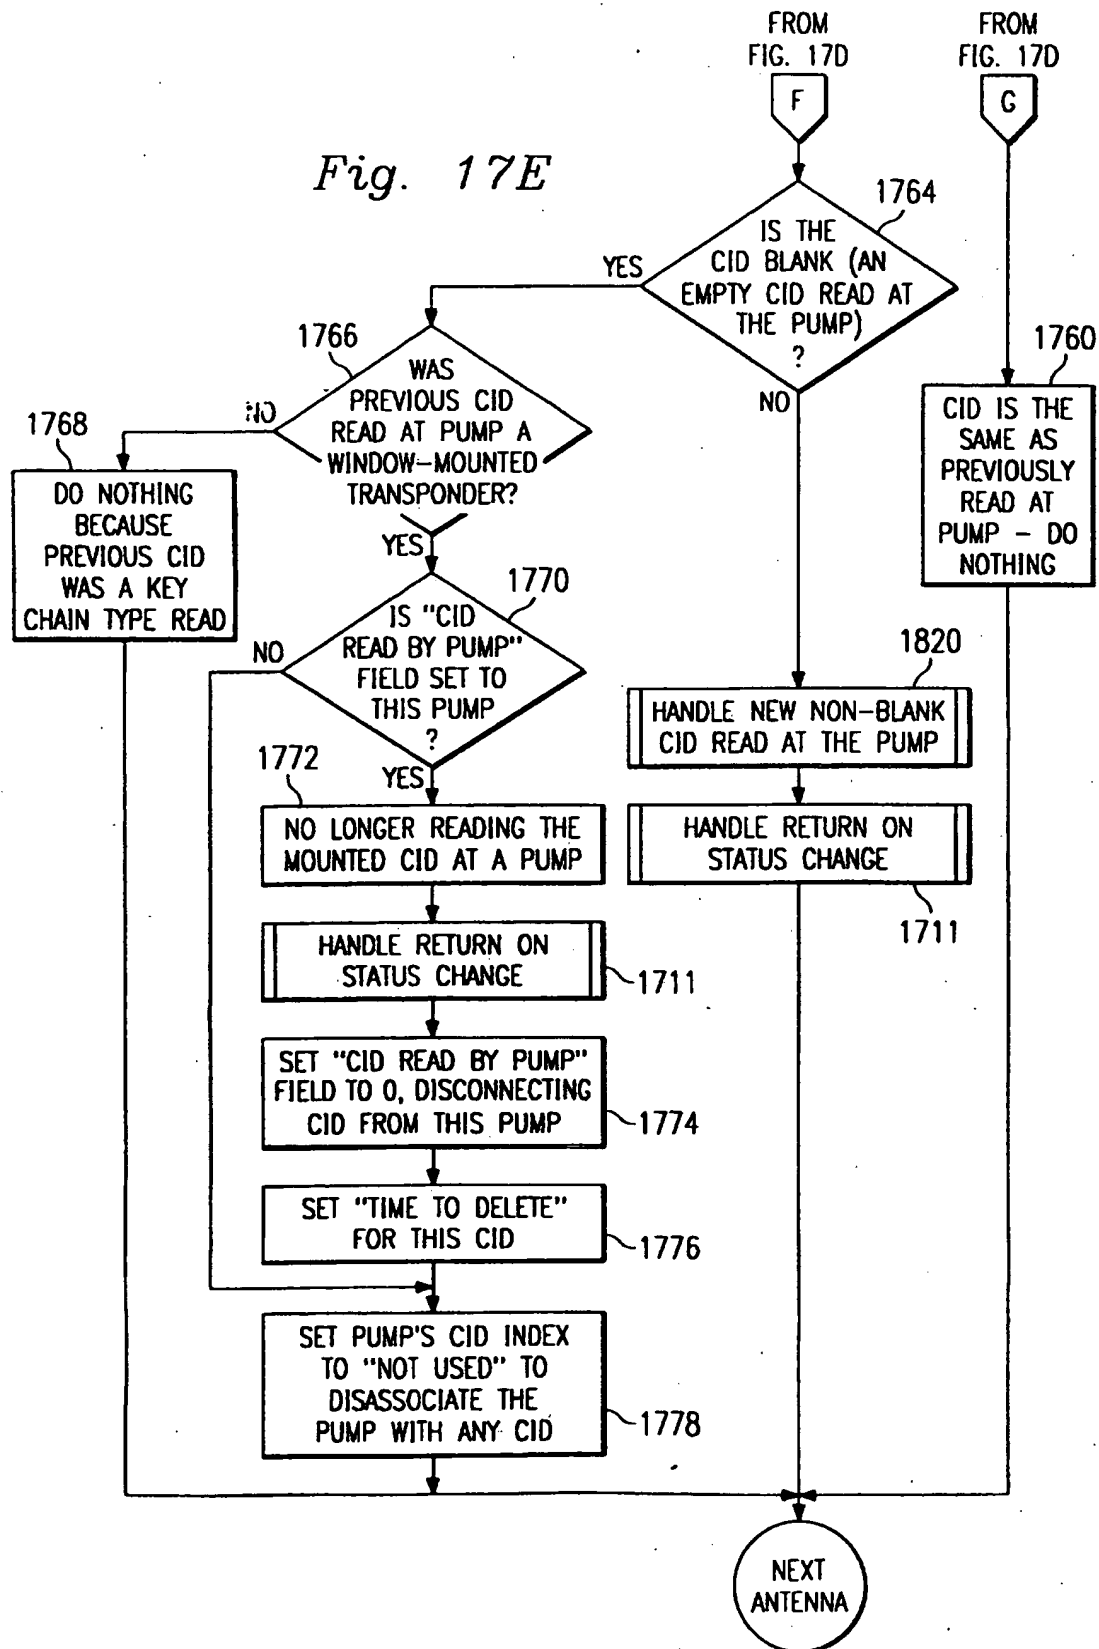 FROM
FIG. 17D
F
FROM
FIG. 17D
G
Fig. 17E
1764
IS THE
CID BLANK (AN
EMPTY CID READ AT
THE PUMP)
?
YES
NO
1766
WAS
PREVIOUS CID
READ AT PUMP A
WINDOW-MOUNTED
TRANSPONDER?
NO
YES
1768
DO NOTHING
BECAUSE
PREVIOUS CID
WAS A KEY
CHAIN TYPE READ
1760
CID IS THE
SAME AS
PREVIOUSLY
READ AT
PUMP - DO
NOTHING
1770
IS "CID
READ BY PUMP"
FIELD SET TO
THIS PUMP
?
NO
YES
1820
HANDLE NEW NON-BLANK
CID READ AT THE PUMP
HANDLE RETURN ON
STATUS CHANGE
1711
1772
NO LONGER READING THE
MOUNTED CID AT A PUMP
HANDLE RETURN ON
STATUS CHANGE
1711
SET "CID READ BY PUMP"
FIELD TO 0, DISCONNECTING
CID FROM THIS PUMP
1774
SET "TIME TO DELETE"
FOR THIS CID
1776
SET PUMP'S CID INDEX
TO "NOT USED" TO
DISASSOCIATE THE
PUMP WITH ANY CID
1778
NEXT
ANTENNA